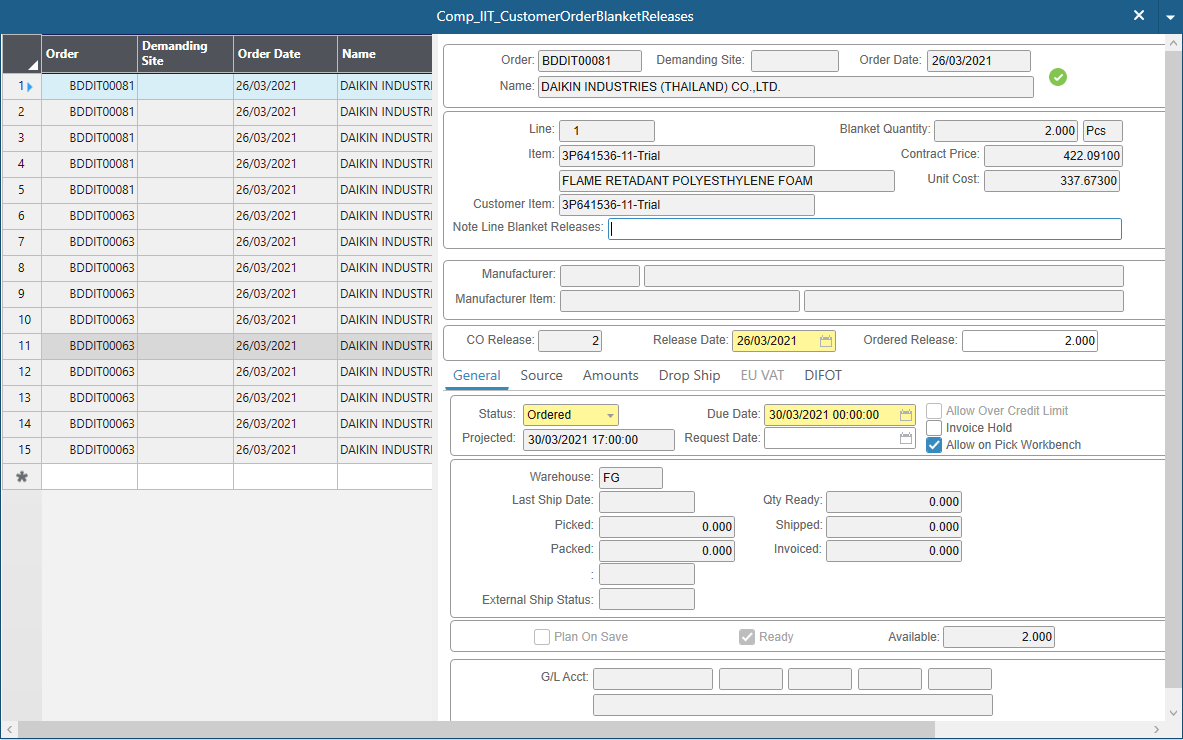 Comp_IIT_CustomerOrderBlanketReleases
Order Demanding Site Order Date Name
1 BDDIT00081 26/03/2021 DAIKIN INDUSTRI
2 BDDIT00081 26/03/2021 DAIKIN INDUSTRI
3 BDDIT00081 26/03/2021 DAIKIN INDUSTRI
4 BDDIT00081 26/03/2021 DAIKIN INDUSTRI
5 BDDIT00081 26/03/2021 DAIKIN INDUSTRI
6 BDDIT00063 26/03/2021 DAIKIN INDUSTRI
7 BDDIT00063 26/03/2021 DAIKIN INDUSTRI
8 BDDIT00063 26/03/2021 DAIKIN INDUSTRI
9 BDDIT00063 26/03/2021 DAIKIN INDUSTRI
10 BDDIT00063 26/03/2021 DAIKIN INDUSTRI
11 BDDIT00063 26/03/2021 DAIKIN INDUSTRI
12 BDDIT00063 26/03/2021 DAIKIN INDUSTRI
13 BDDIT00063 26/03/2021 DAIKIN INDUSTRI
14 BDDIT00063 26/03/2021 DAIKIN INDUSTRI
15 BDDIT00063 26/03/2021 DAIKIN INDUSTRI
Order: BDDIT00081 Demanding Site: Order Date: 26/03/2021
Name: DAIKIN INDUSTRIES (THAILAND) CO.,LTD.
Line: 1 Blanket Quantity: 2.000 Pcs
Item: 3P641536-11-Trial Contract Price: 422.09100
FLAME RETADANT POLYESTHYLENE FOAM Unit Cost: 337.67300
Customer Item: 3P641536-11-Trial
Note Line Blanket Releases:
Manufacturer:
Manufacturer Item:
CO Release: 2 Release Date: 26/03/2021 Ordered Release: 2.000
General Source Amounts Drop Ship EU VAT DIFOT
Status: Ordered Due Date: 30/03/2021 00:00:00 Allow Over Credit Limit
Invoice Hold
Projected: 30/03/2021 17:00:00 Request Date: Allow on Pick Workbench
Warehouse: FG
Last Ship Date: Qty Ready: 0.000
Picked: 0.000 Shipped: 0.000
Packed: 0.000 Invoiced: 0.000
:
External Ship Status:
Plan On Save Ready Available: 2.000
G/L Acct: